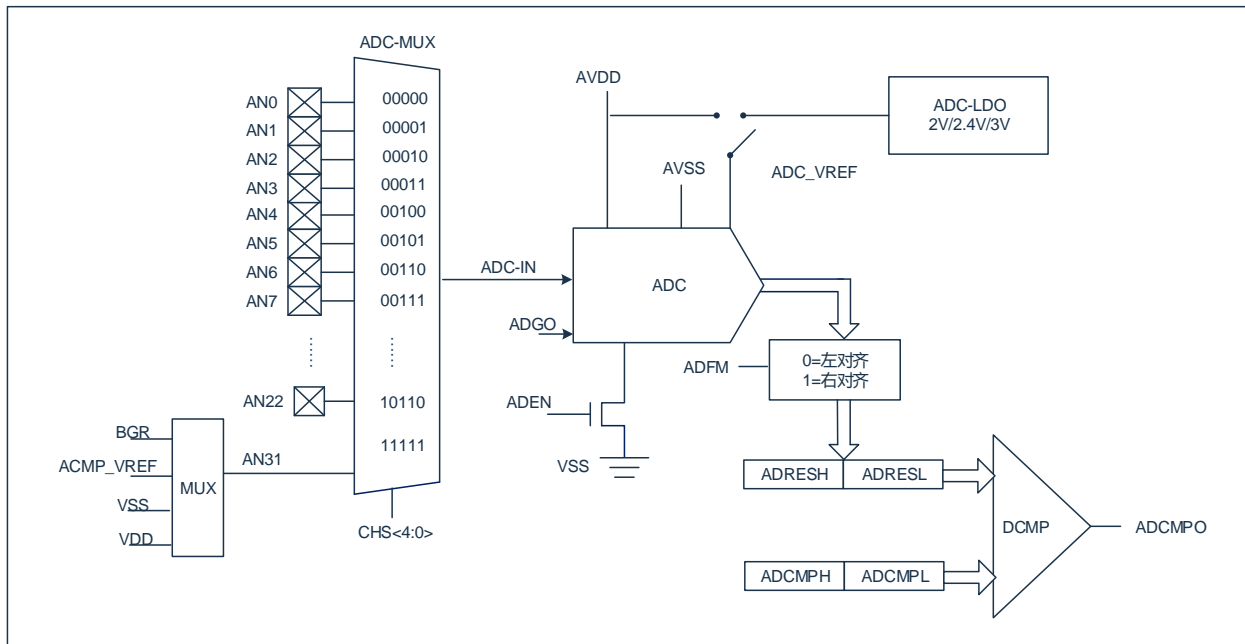 ADC-MUX
AN0
00000
AN1
00001
AN2
00010
AN3
00011
AN4
00100
AN5
00101
AN6
00110
AN7
00111
AN22
10110
11111
BGR
ACMP_VREF
VSS
VDD
MUX
AN31
CHS<4:0>
ADC-IN
ADGO
ADEN
VSS
AVDD
AVSS
ADC_VREF
ADC-LDO
2V/2.4V/3V
ADC
ADFM
0=左对齐
1=右对齐
ADRESH
ADRESL
ADCMPH
ADCMPL
DCMP
ADCMPO